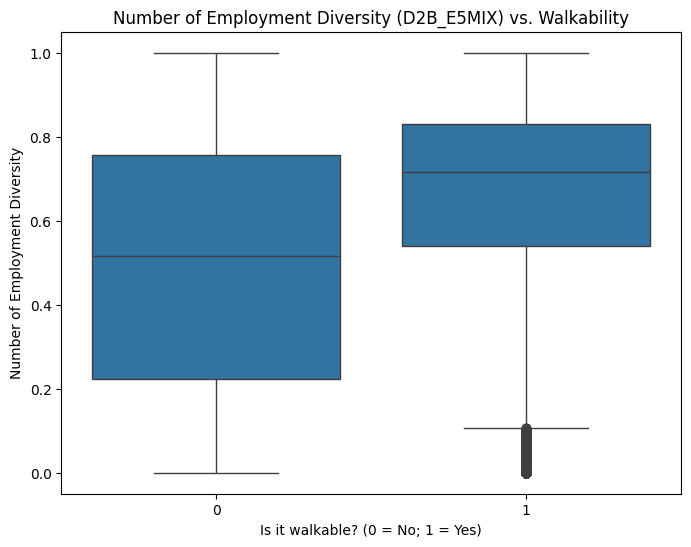 Number of Employment Diversity (D2B_E5MIX) vs. Walkability
Number of Employment Diversity
1.0
0.8
0.6
0.4
0.2
0.0
0
1
Is it walkable? (0 = No; 1 = Yes)